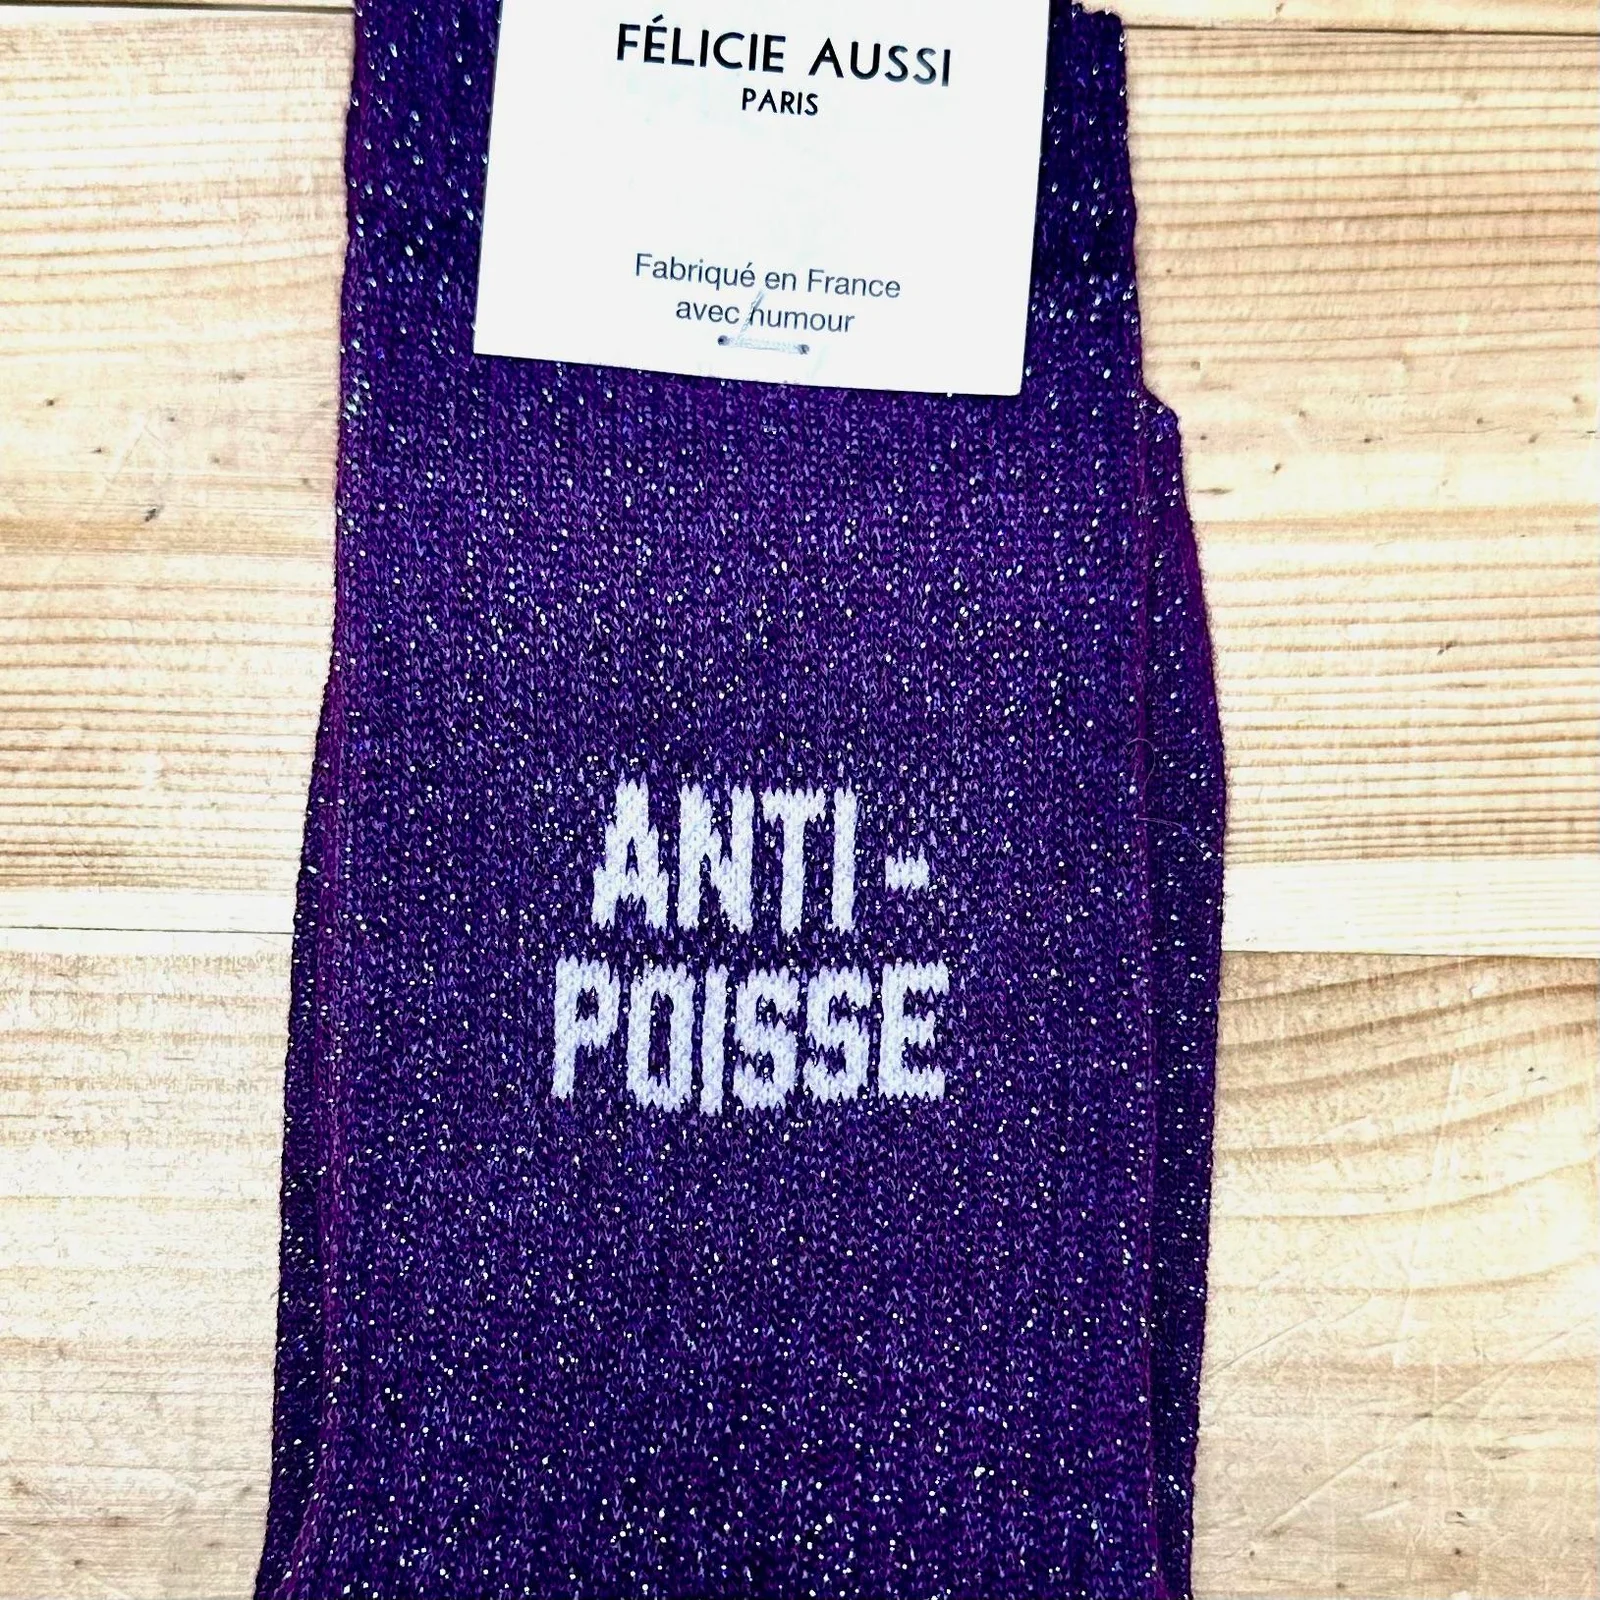 FÉLICIE AUSSI
PARIS
Fabriqué en France
avec humour
ANTI-
POISSE